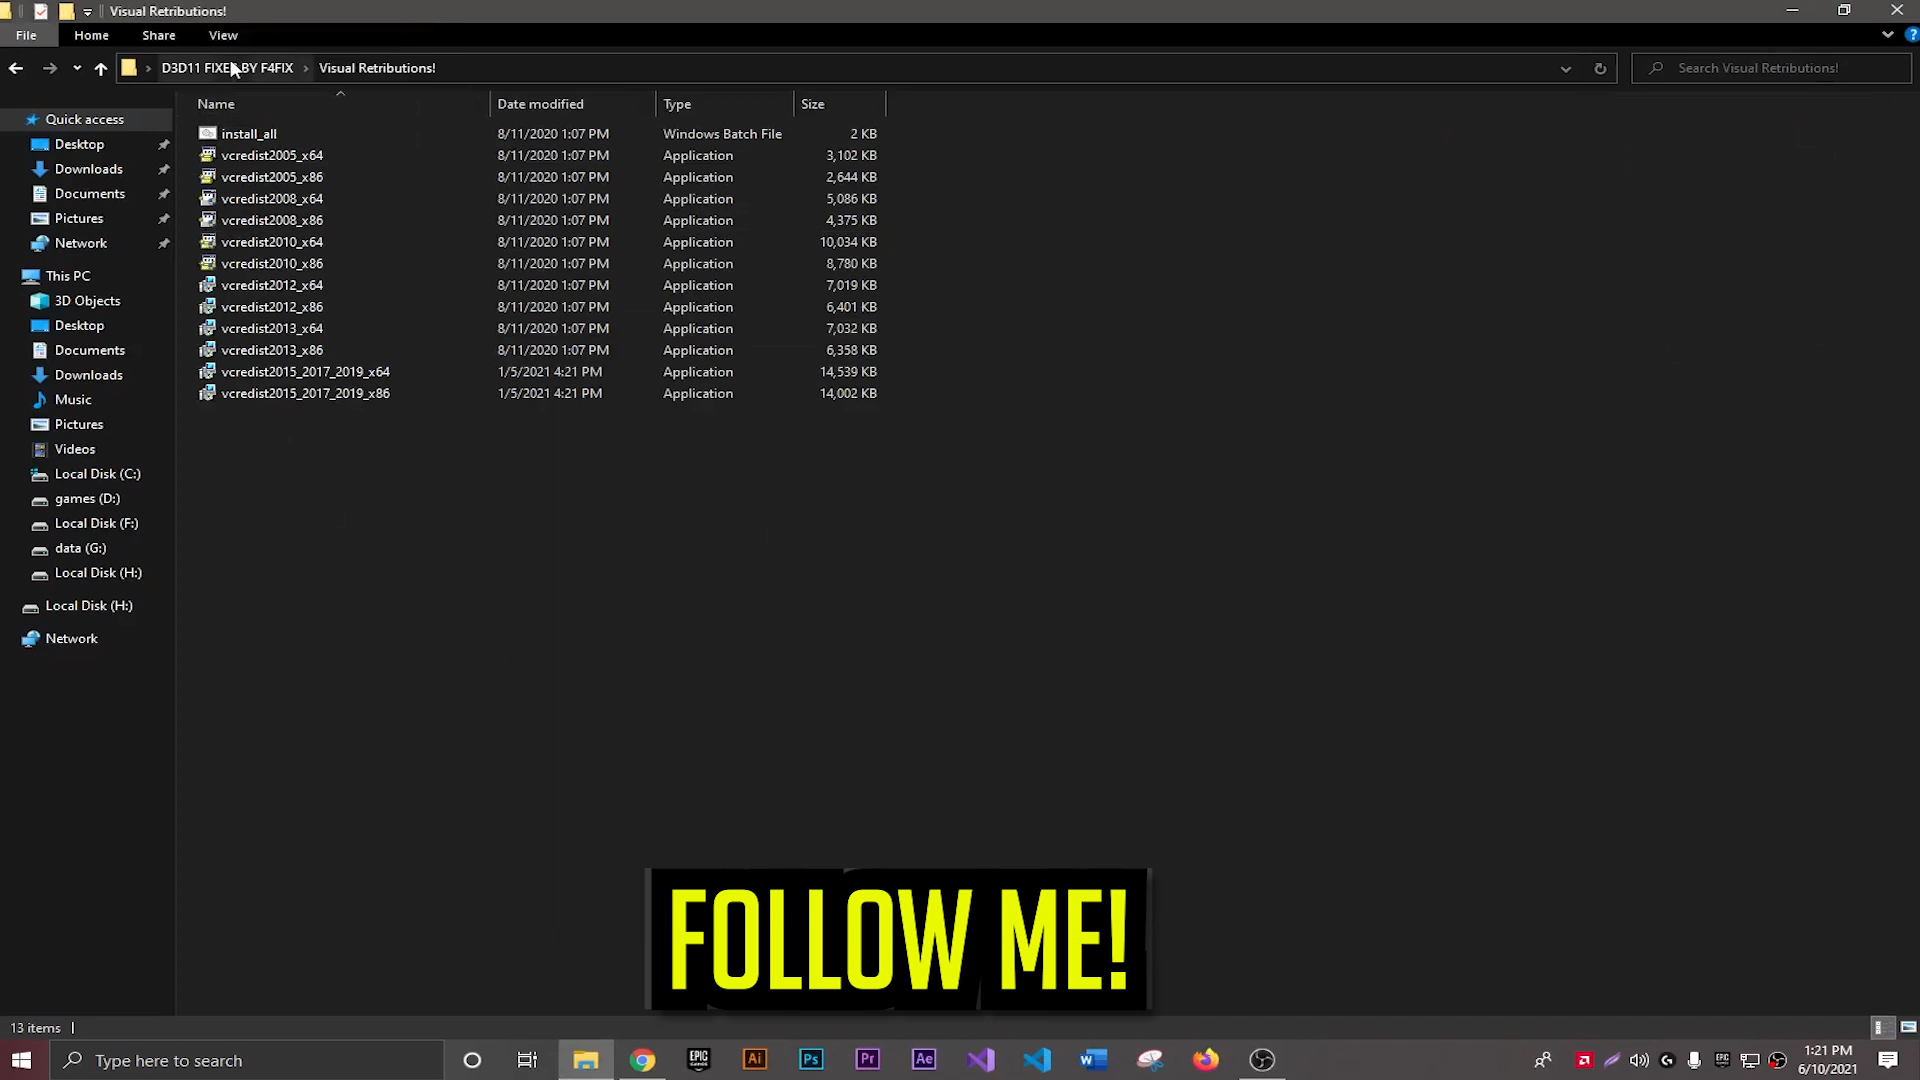 Visual Retributions!
File Home Share View
D3D11 FIXED BY F4FIX Visual Retributions! Search Visual Retributions!
Name Date modified Type Size
Quick access
Desktop
Downloads
Documents
Pictures
Network
This PC
3D Objects
Desktop
Documents
Downloads
Music
Pictures
Videos
Local Disk (C:)
games (D:)
Local Disk (F:)
data (G:)
Local Disk (H:)
Local Disk (H:)
Network
install_all 8/11/2020 1:07 PM Windows Batch File 2 KB
vcredist2005_x64 8/11/2020 1:07 PM Application 3,102 KB
vcredist2005_x86 8/11/2020 1:07 PM Application 2,644 KB
vcredist2008_x64 8/11/2020 1:07 PM Application 5,086 KB
vcredist2008_x86 8/11/2020 1:07 PM Application 4,375 KB
vcredist2010_x64 8/11/2020 1:07 PM Application 10,034 KB
vcredist2010_x86 8/11/2020 1:07 PM Application 8,780 KB
vcredist2012_x64 8/11/2020 1:07 PM Application 7,019 KB
vcredist2012_x86 8/11/2020 1:07 PM Application 6,401 KB
vcredist2013_x64 8/11/2020 1:07 PM Application 7,032 KB
vcredist2013_x86 8/11/2020 1:07 PM Application 6,358 KB
vcredist2015_2017_2019_x64 1/5/2021 4:21 PM Application 14,539 KB
vcredist2015_2017_2019_x86 1/5/2021 4:21 PM Application 14,002 KB
FOLLOW ME!
13 items
Type here to search
EPIC GAMES
Ai Ps Pr Ae
1:21 PM
6/10/2021